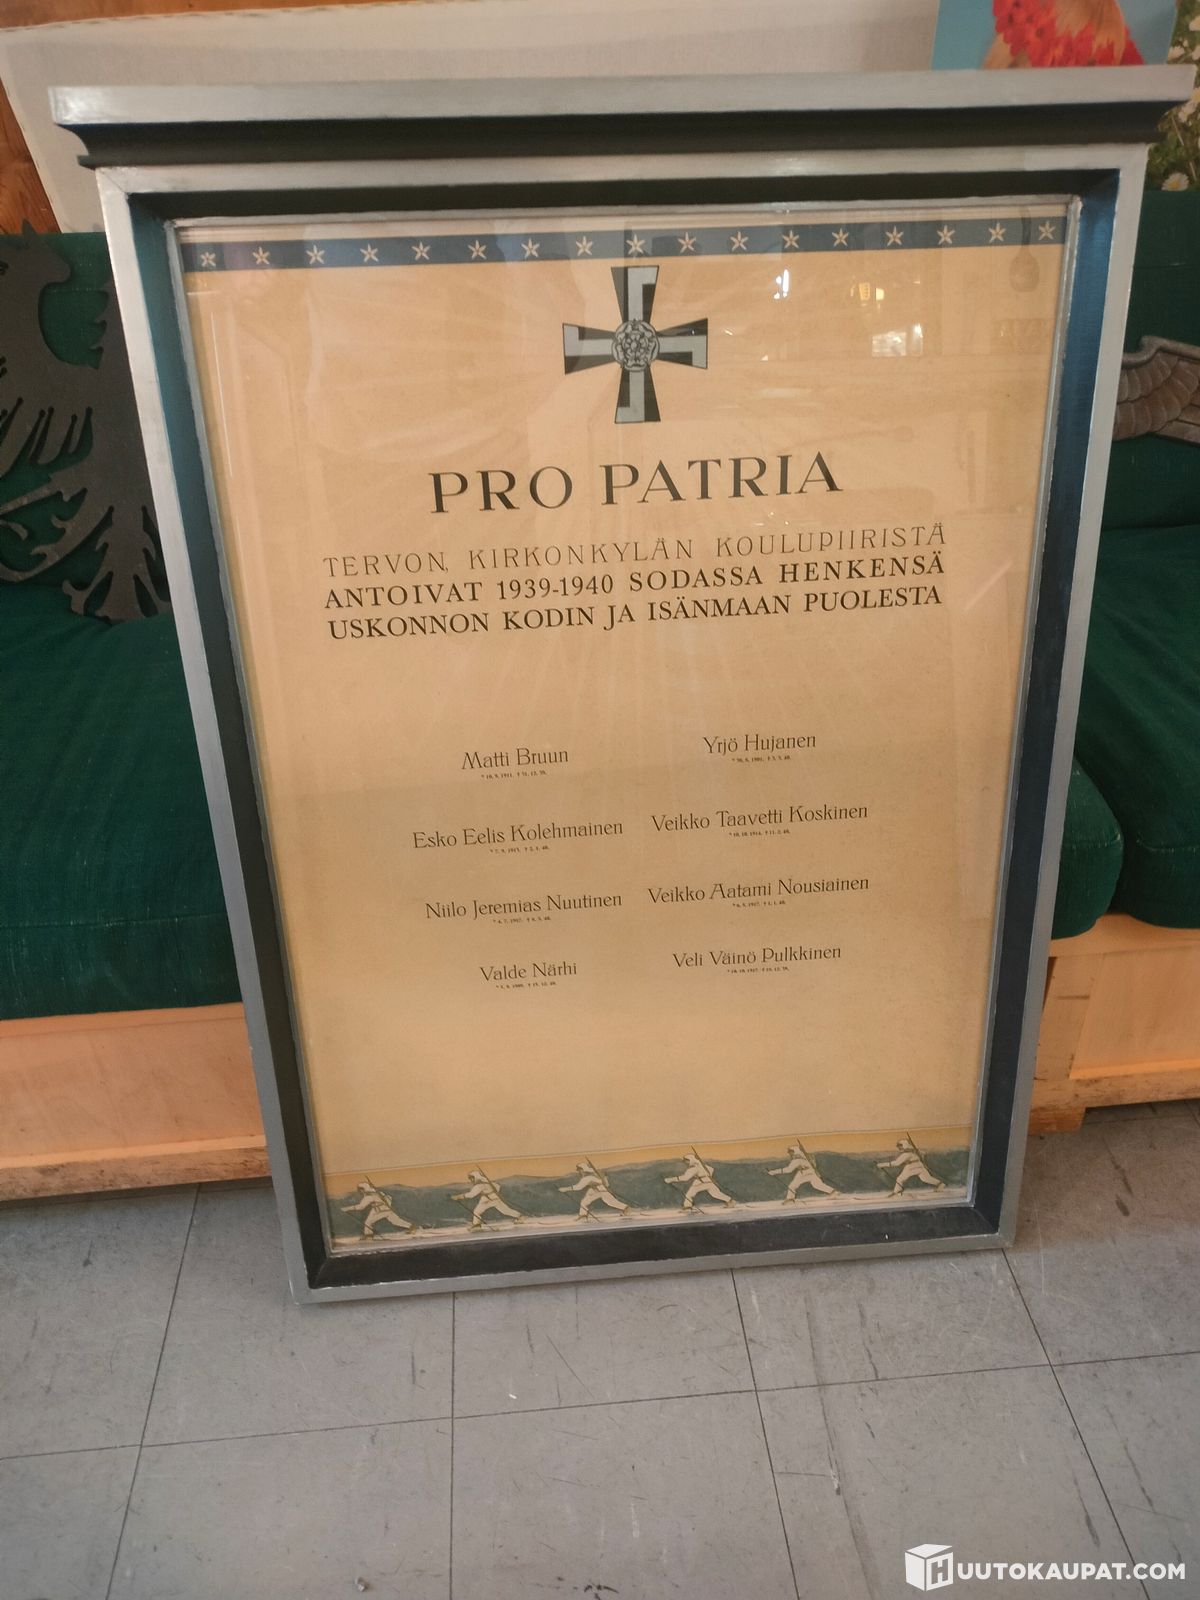 PRO PATRIA
TERVON, KIRKONKYLÄN KOULUPIIRISTÄ
ANTOIVAT 1939-1940 SODASSA HENKENSÄ
USKONNON KODIN JA ISÄNMAAN PUOLESTA
Matti Bruun
Yrjö Hujanen
Esko Eelis Kolehmainen
Veikko Taavetti Koskinen
Niilo Jeremias Nuutinen
Veikko Aatami Nousiainen
Valde Närhi
Veli Väinö Pulkkinen
HUUTOKAUPAT.COM